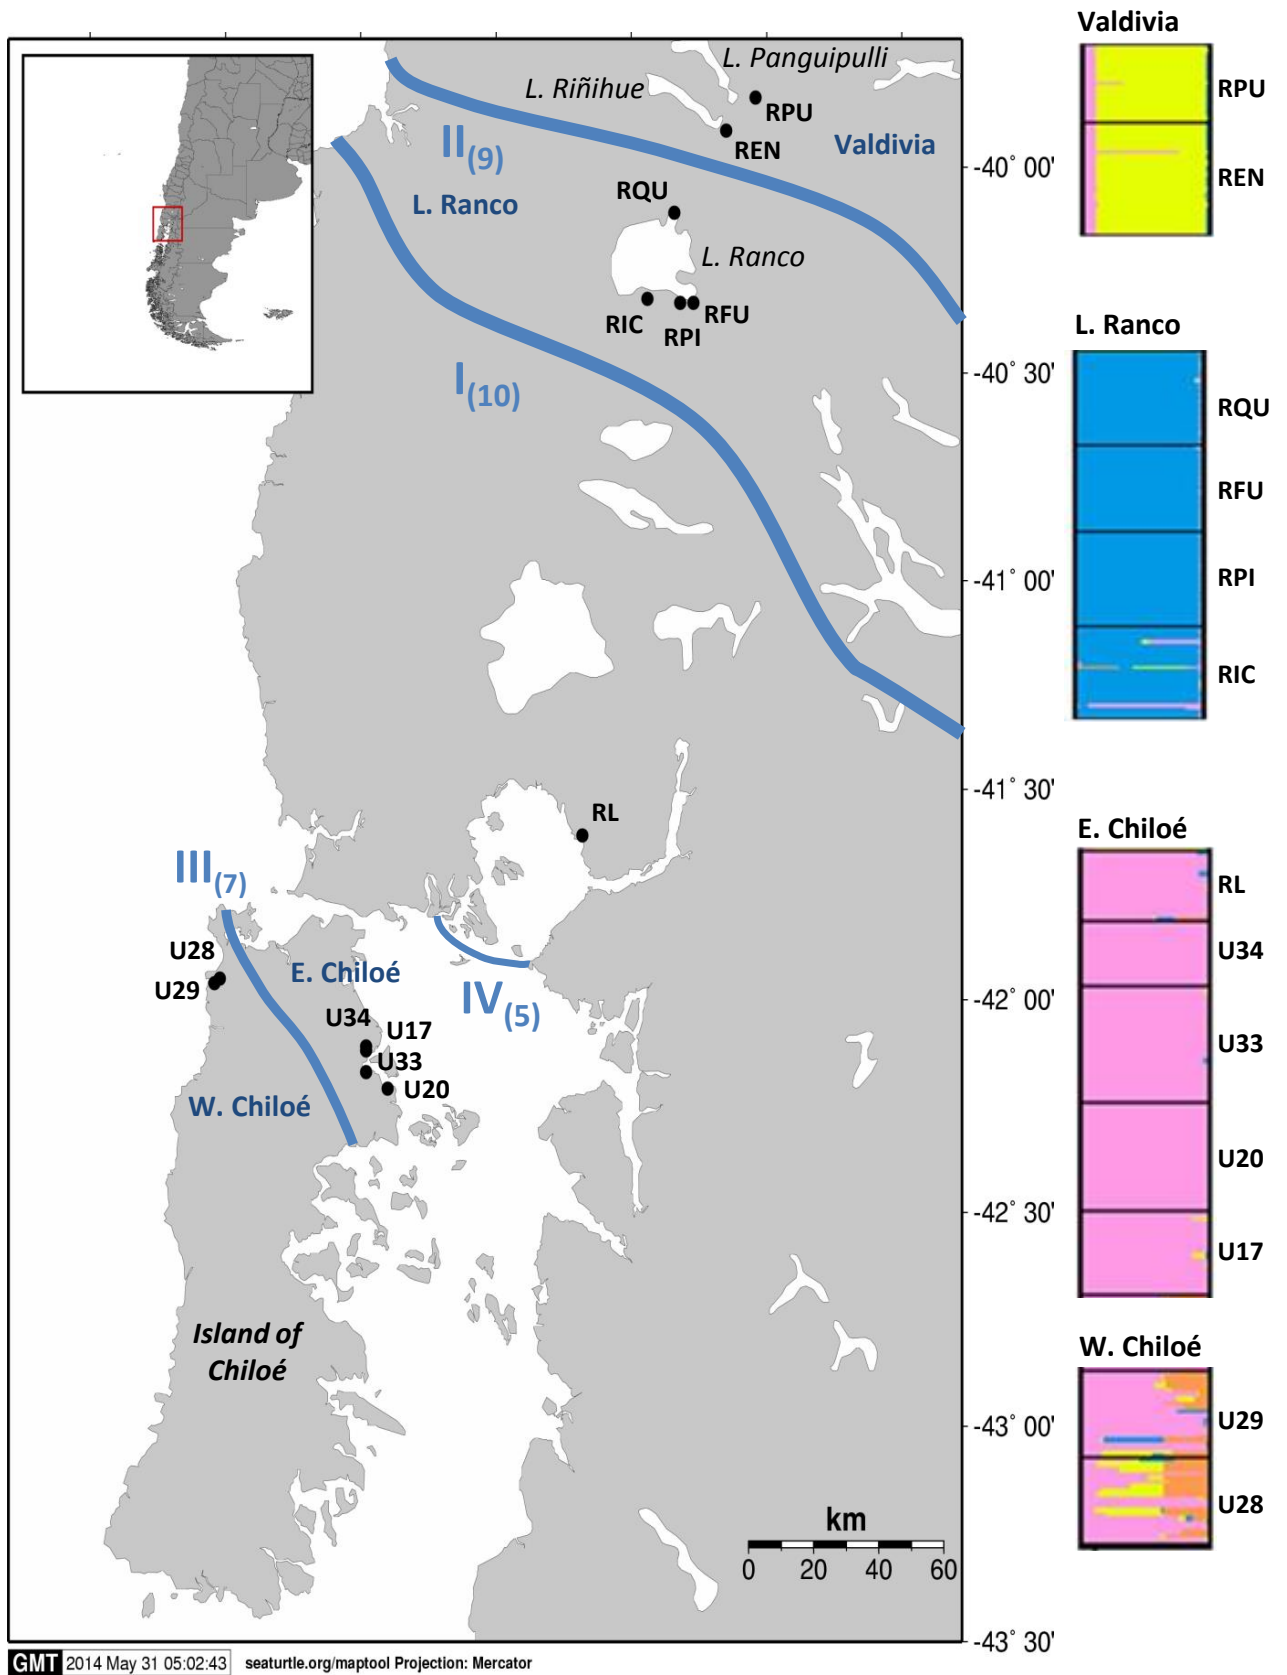 L. Panguipulli
L. Riñihue
RPU
REN
Valdivia
II(9)
L. Ranco
RQU
L. Ranco
RIC
RPI
RFU
I(10)
RL
III(7)
U28
U29
E. Chiloé
IV(5)
U34
U17
U33
U20
W. Chiloé
Island of
Chiloé
km
0 20 40 60
-40° 00'
-40° 30'
-41° 00'
-41° 30'
-42° 00'
-42° 30'
-43° 00'
-43° 30'
Valdivia
RPU
REN
L. Ranco
RQU
RFU
RPI
RIC
E. Chiloé
RL
U34
U33
U20
U17
W. Chiloé
U29
U28
GMT 2014 May 31 05:02:43 seaturtle.org/maptool Projection: Mercator